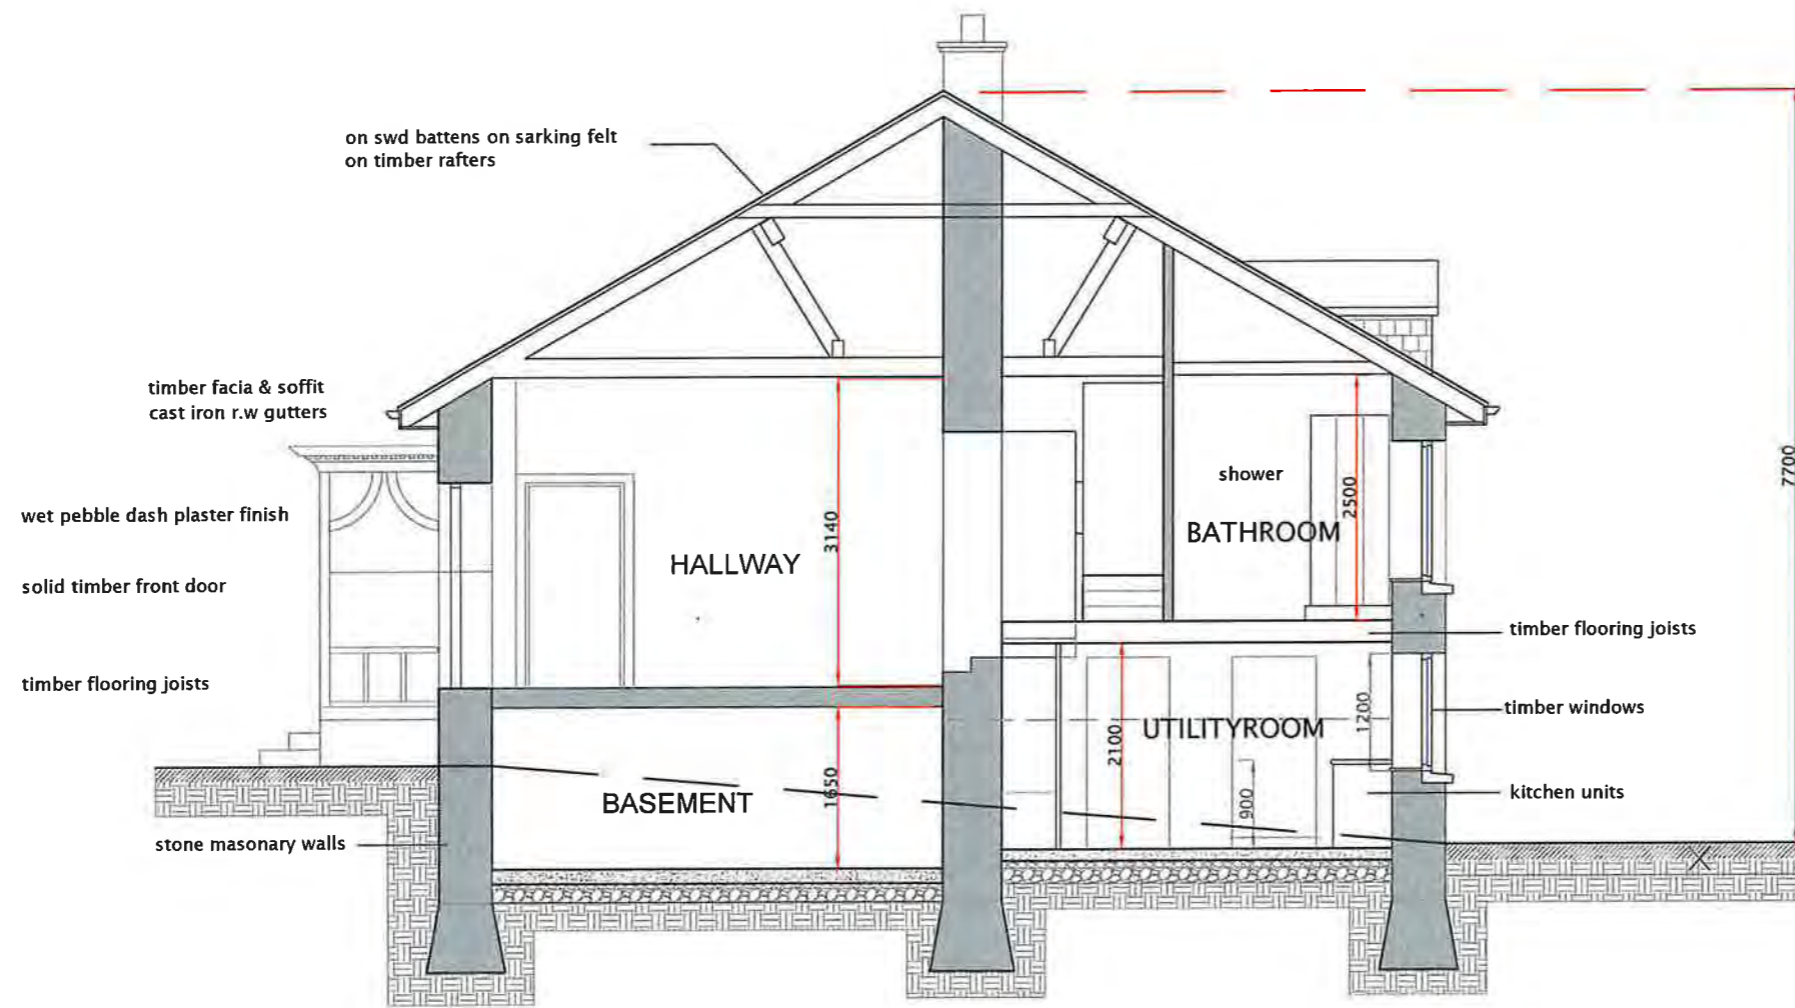 on swd battens on sarking felt
on timber rafters
timber facia & soffit
cast iron r.w gutters
wet pebble dash plaster finish
solid timber front door
timber flooring joists
stone masonary walls
HALLWAY
3140
BASEMENT
1650
shower
BATHROOM
2500
UTILITYROOM
2100
900
1200
timber flooring joists
timber windows
kitchen units
7700